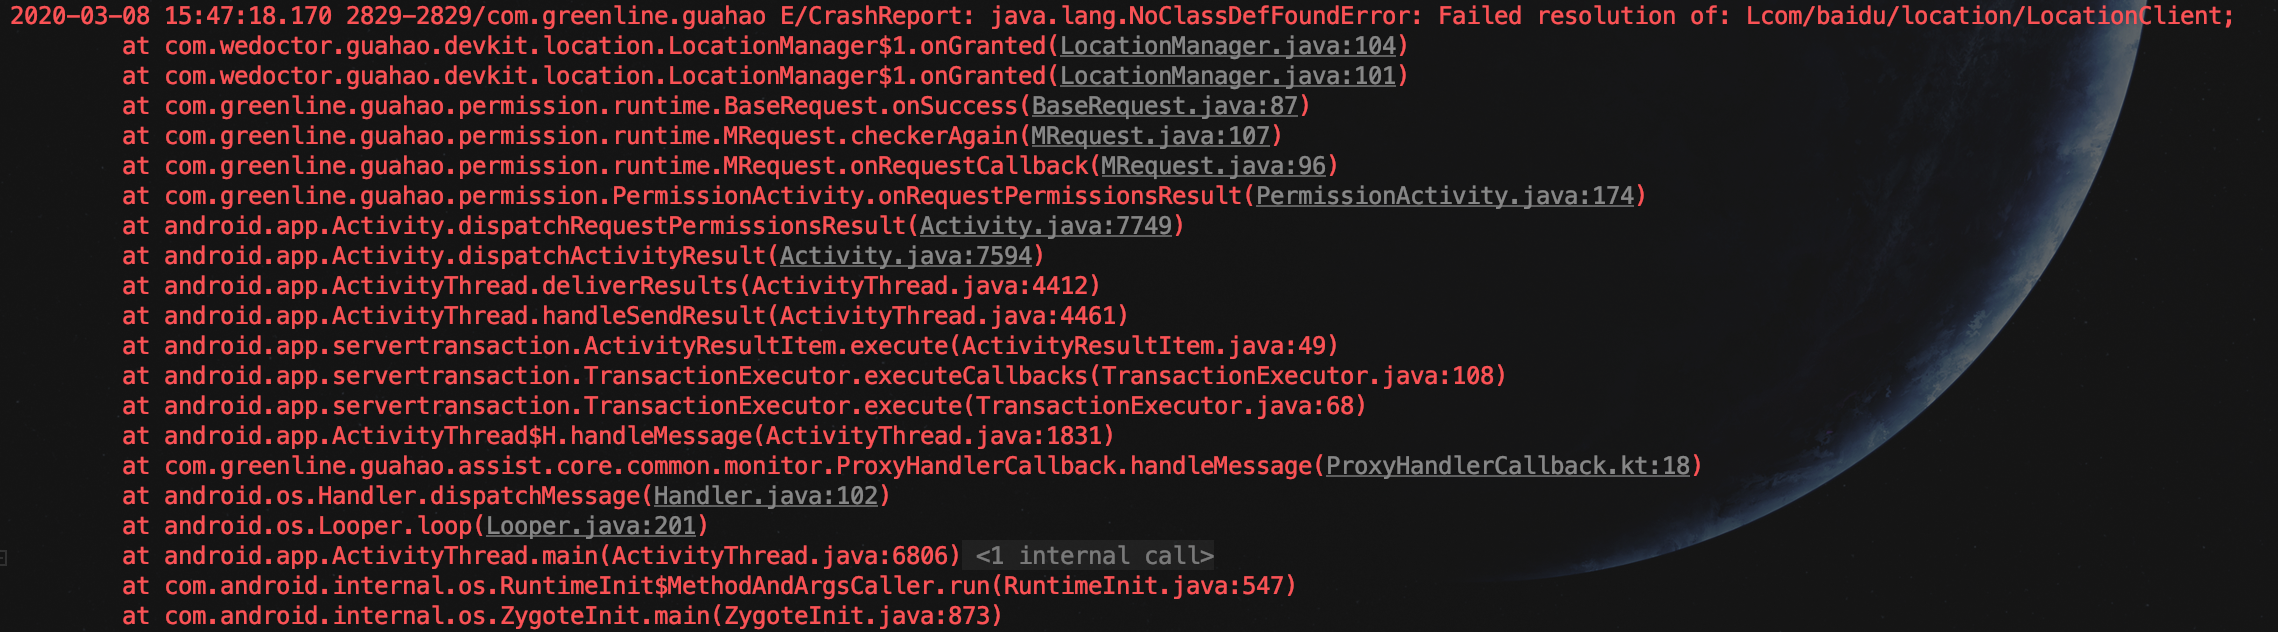 2020-03-08 15:47:18.170 2829-2829/com.greenline.guahao E/CrashReport: java.lang.NoClassDefFoundError: Failed resolution of: Lcom/baidu/location/LocationClient;
at com.wedoctor.guahao.devkit.location.LocationManager$1.onGranted(LocationManager.java:104)
at com.wedoctor.guahao.devkit.location.LocationManager$1.onGranted(LocationManager.java:101)
at com.greenline.guahao.permission.runtime.BaseRequest.onSuccess(BaseRequest.java:87)
at com.greenline.guahao.permission.runtime.MRequest.checkerAgain(MRequest.java:107)
at com.greenline.guahao.permission.runtime.MRequest.onRequestCallback(MRequest.java:96)
at com.greenline.guahao.permission.PermissionActivity.onRequestPermissionsResult(PermissionActivity.java:174)
at android.app.Activity.dispatchRequestPermissionsResult(Activity.java:7749)
at android.app.Activity.dispatchActivityResult(Activity.java:7594)
at android.app.ActivityThread.deliverResults(ActivityThread.java:4412)
at android.app.ActivityThread.handleSendResult(ActivityThread.java:4461)
at android.app.servertransaction.ActivityResultItem.execute(ActivityResultItem.java:49)
at android.app.servertransaction.TransactionExecutor.executeCallbacks(TransactionExecutor.java:108)
at android.app.servertransaction.TransactionExecutor.execute(TransactionExecutor.java:68)
at android.app.ActivityThread$H.handleMessage(ActivityThread.java:1831)
at com.greenline.guahao.assist.core.common.monitor.ProxyHandlerCallback.handleMessage(ProxyHandlerCallback.kt:18)
at android.os.Handler.dispatchMessage(Handler.java:102)
at android.os.Looper.loop(Looper.java:201)
at android.app.ActivityThread.main(ActivityThread.java:6806) <1 internal call>
at com.android.internal.os.RuntimeInit$MethodAndArgsCaller.run(RuntimeInit.java:547)
at com.android.internal.os.ZygoteInit.main(ZygoteInit.java:873)